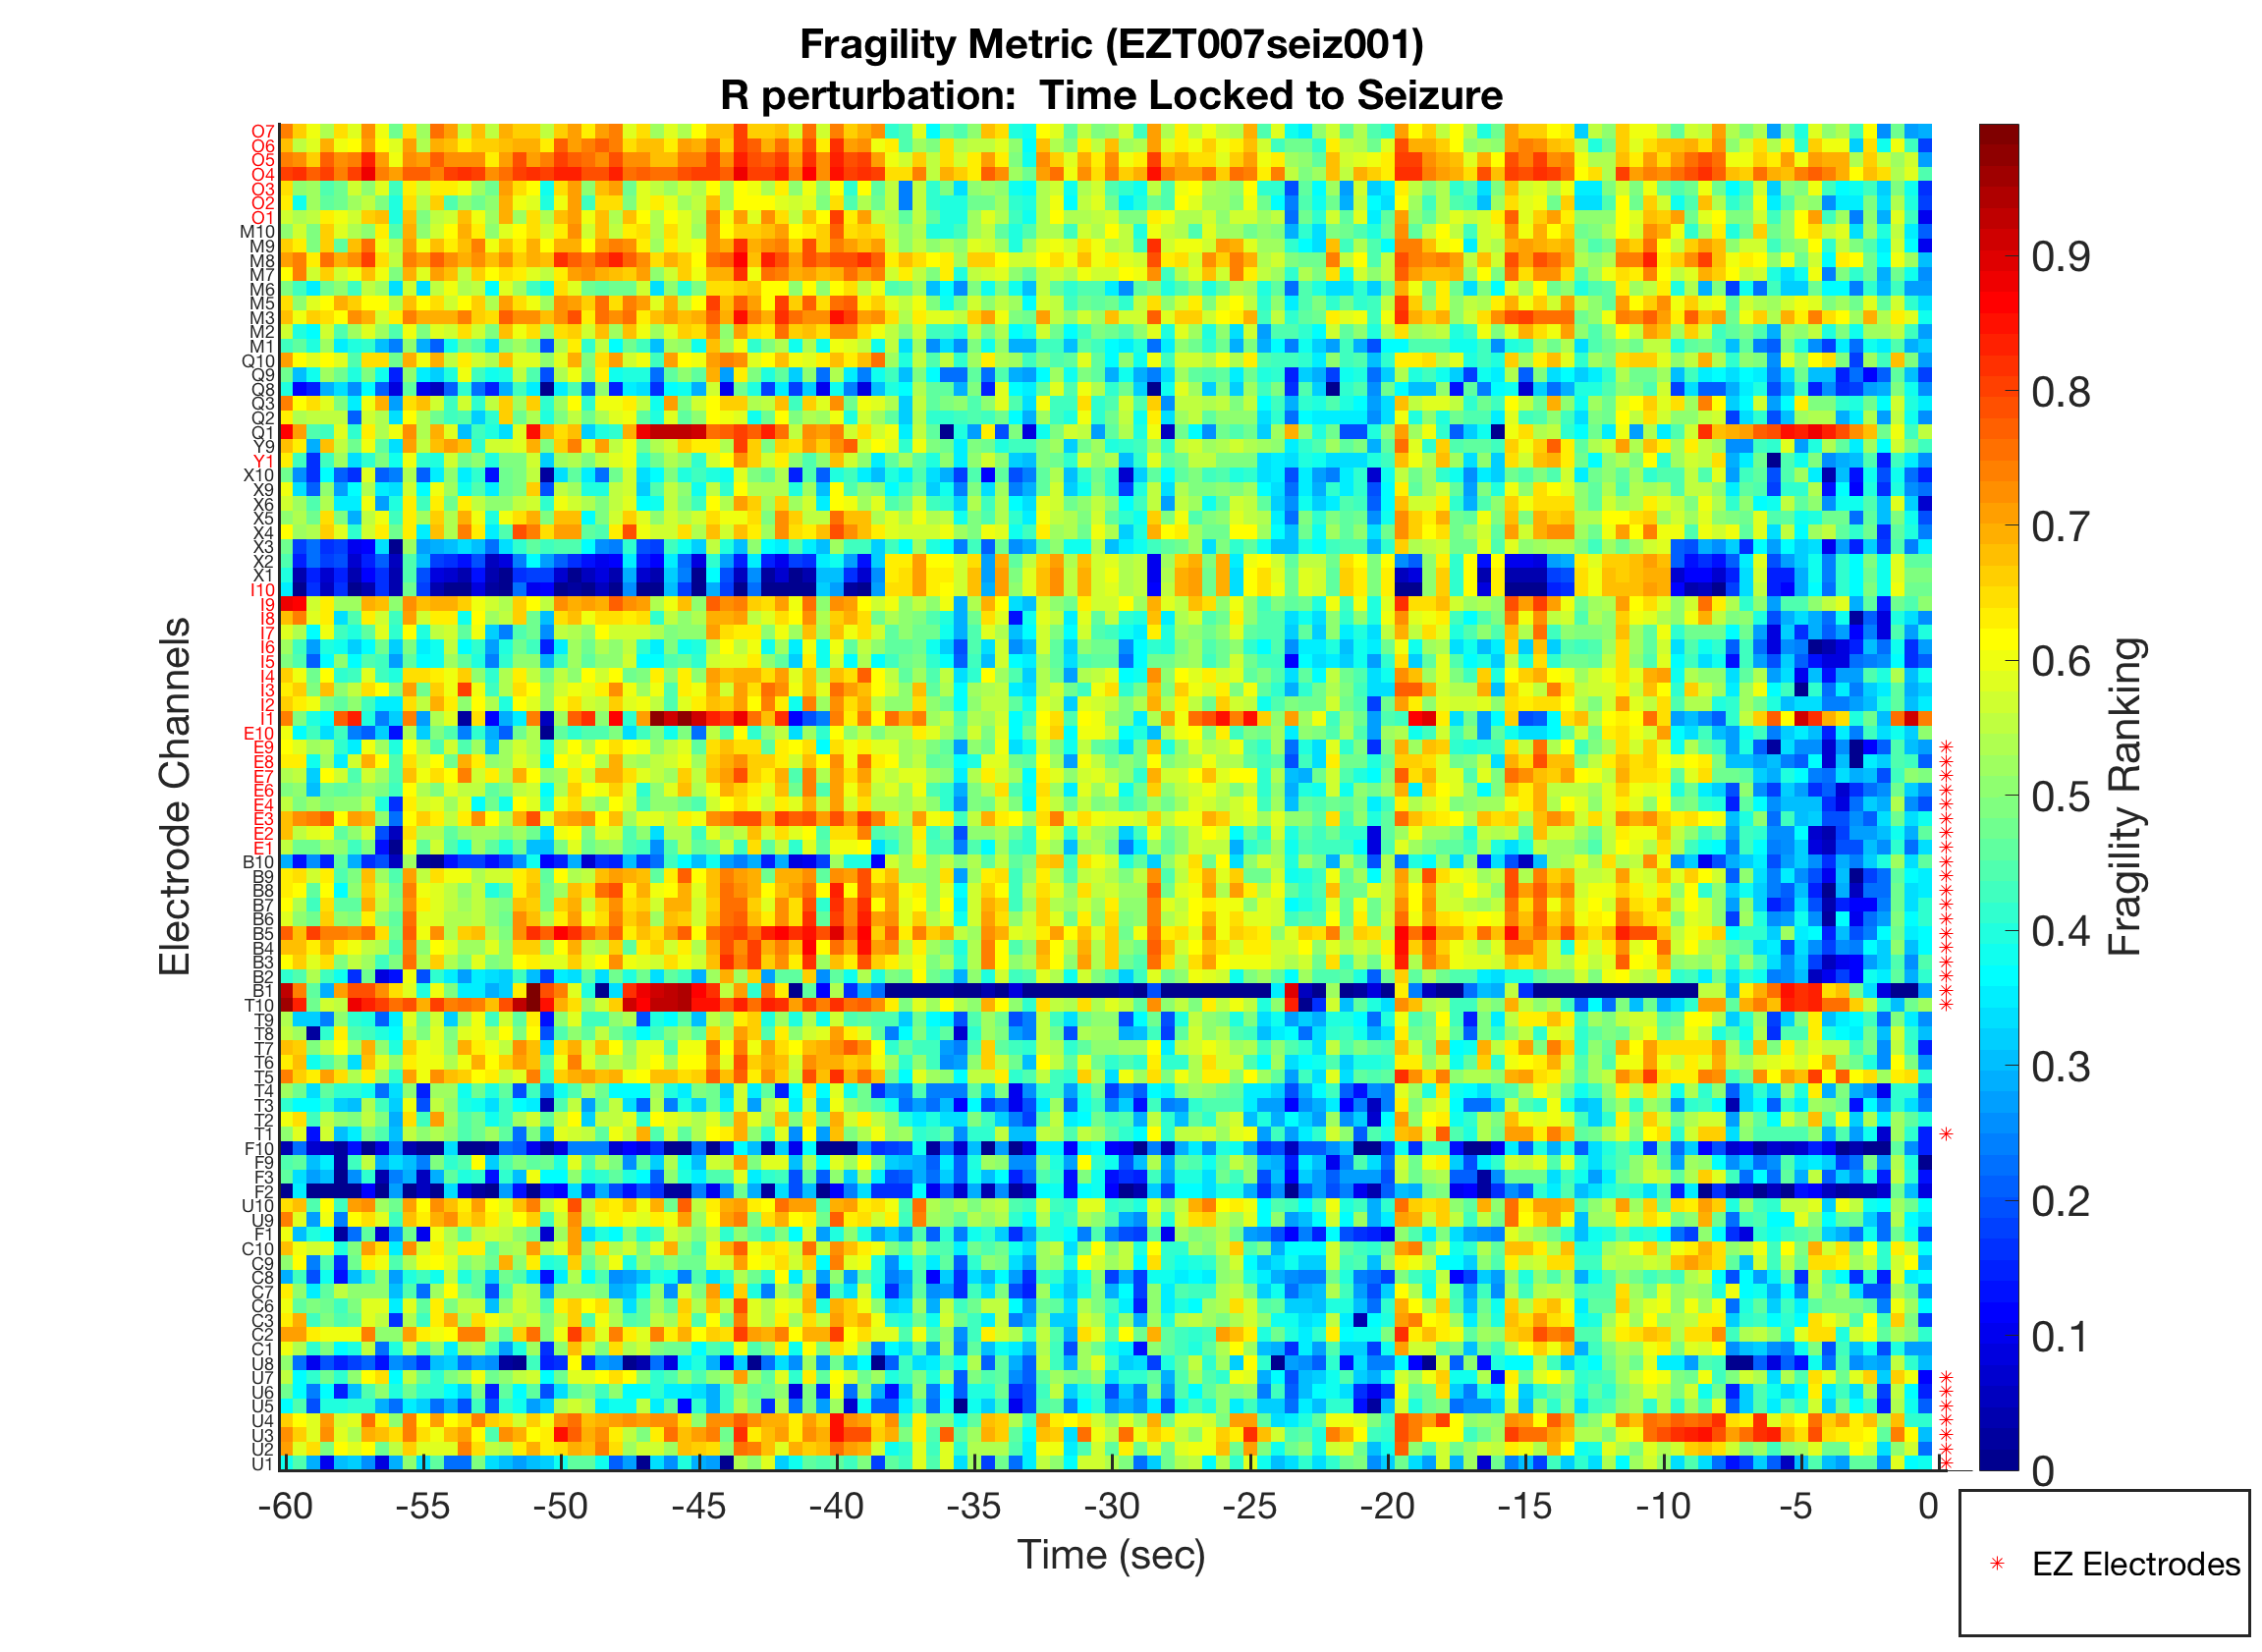 Fragility Metric (EZT007seiz001)
R perturbation: Time Locked to Seizure
Electrode Channels
O7
O6
O5
O4
O3
O2
O1
M10
M9
M8
M7
M6
M5
M3
M2
M1
Q10
Q9
Q8
Q3
Q2
Q1
Y9
Y1
X10
X9
X6
X5
X4
X3
X2
X1
I10
I9
I8
I7
I6
I5
I4
I3
I2
I1
E10
E9
E8
E7
E6
E4
E3
E2
E1
B10
B9
B8
B7
B6
B5
B4
B3
B2
B1
T10
T9
T8
T7
T6
T5
T4
T3
T2
T1
F10
F9
F3
F2
U10
U9
F1
C10
C9
C8
C7
C6
C3
C2
C1
U8
U7
U6
U5
U4
U3
U2
U1
-60 -55 -50 -45 -40 -35 -30 -25 -20 -15 -10 -5 0
Time (sec)
0.9
0.8
0.7
0.6
0.5
0.4
0.3
0.2
0.1
0
Fragility Ranking
EZ Electrodes